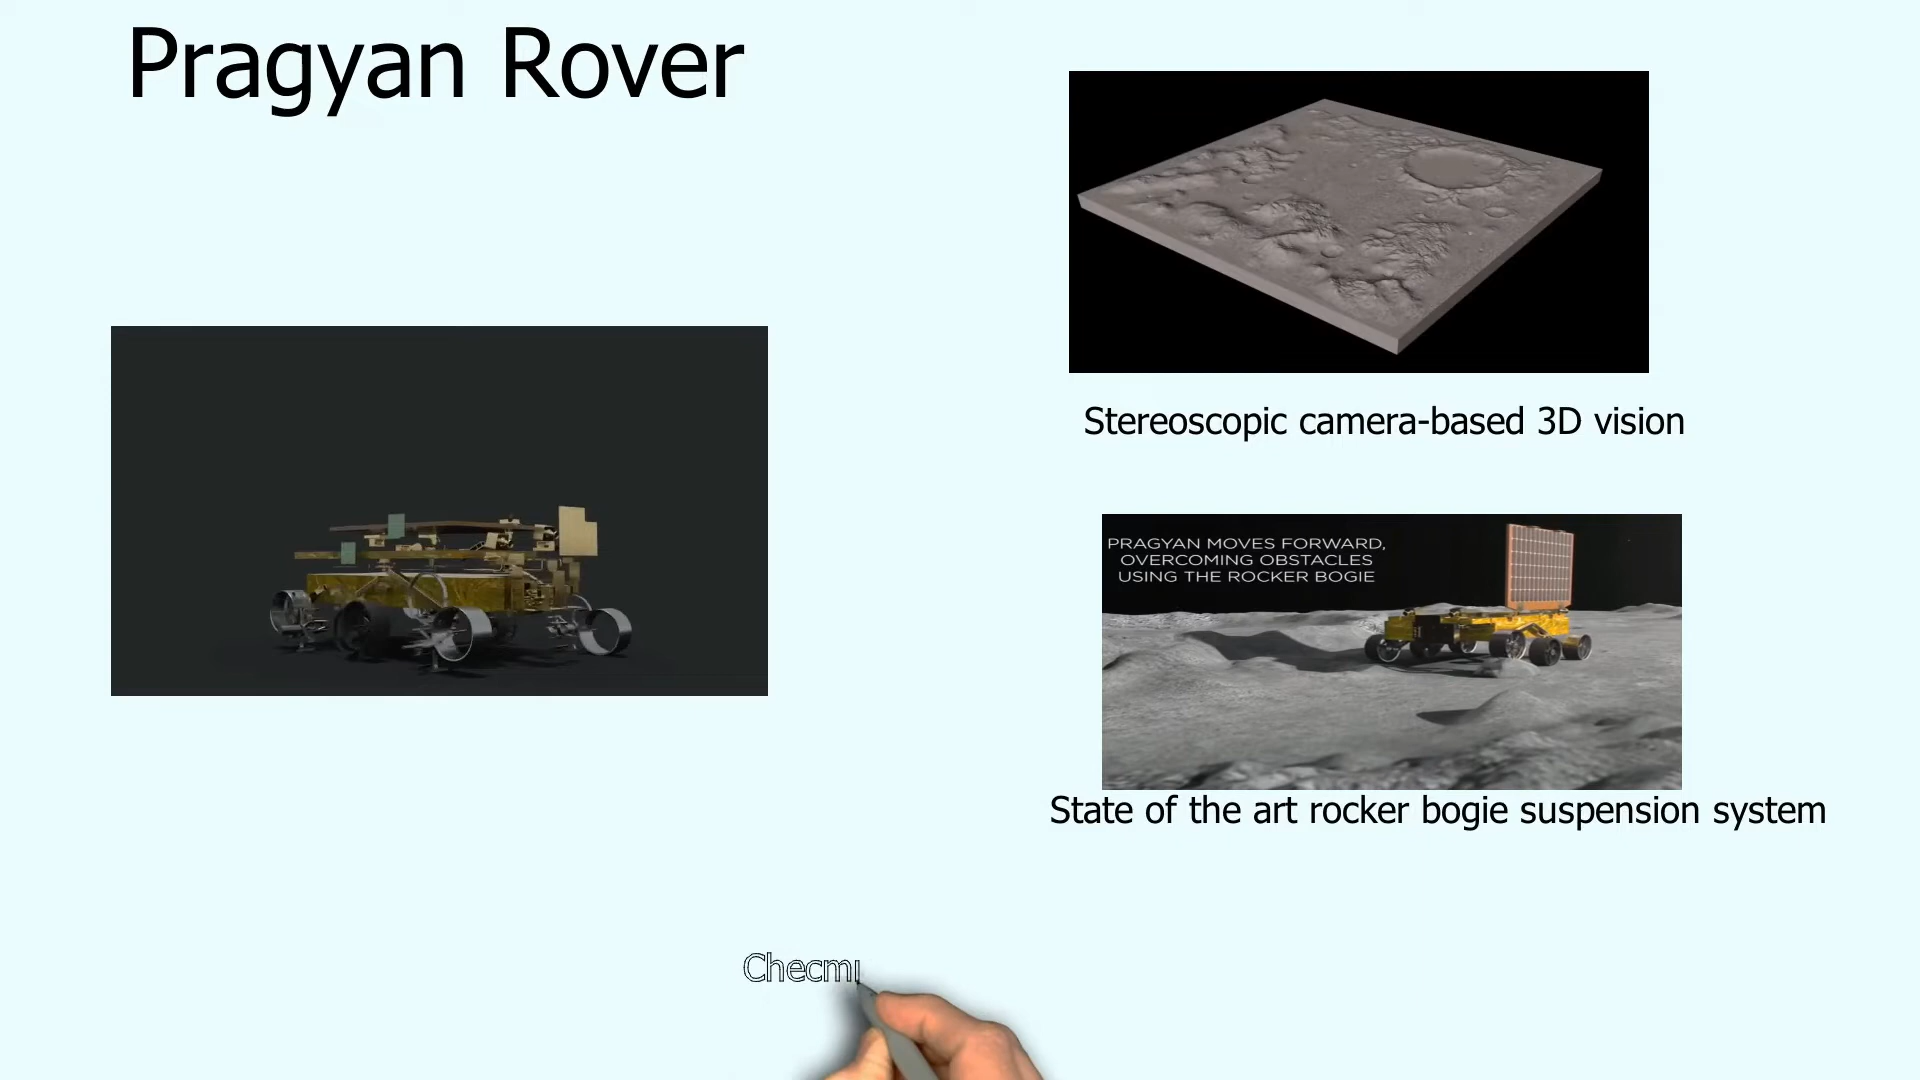 Pragyan Rover
Stereoscopic camera-based 3D vision
PRAGYAN MOVES FORWARD,
OVERCOMING OBSTACLES
USING THE ROCKER BOGIE
State of the art rocker bogie suspension system
Checm